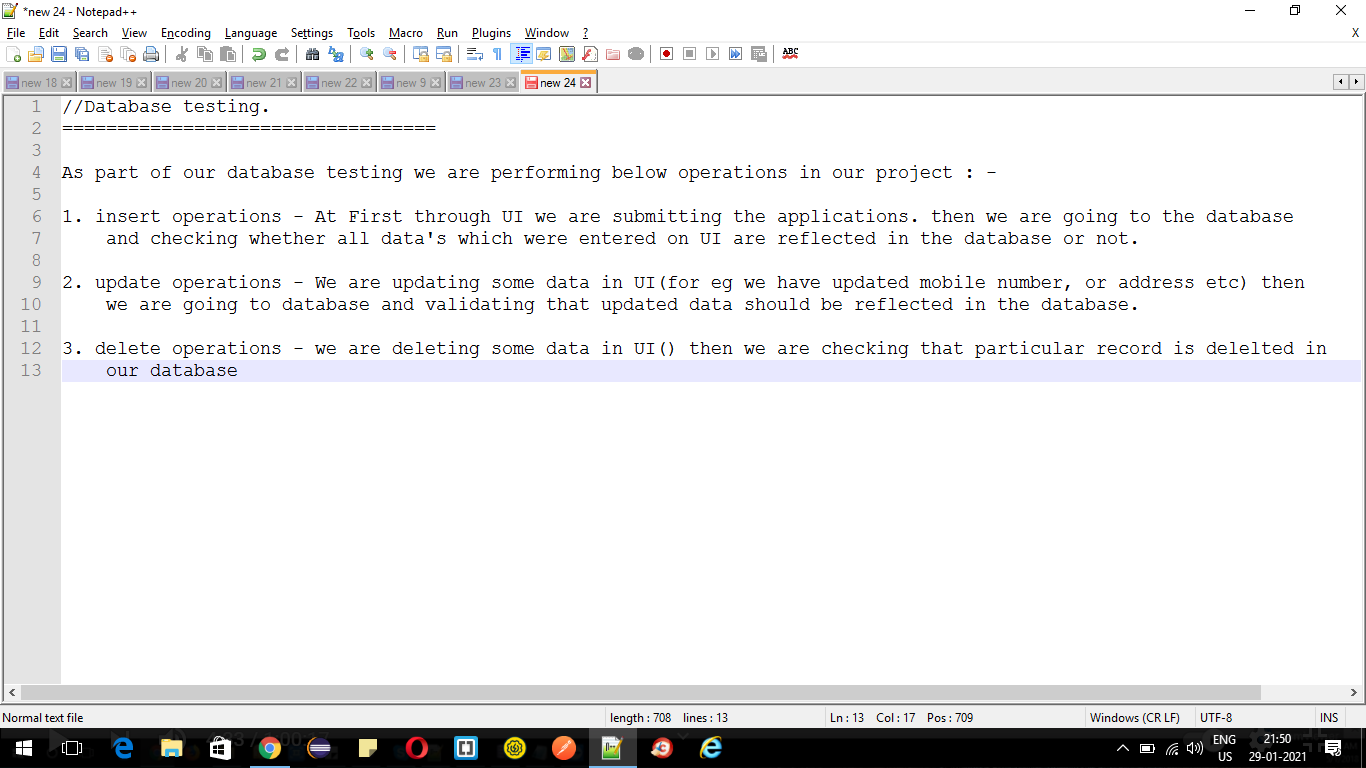 *new 24 - Notepad++
File Edit Search View Encoding Language Settings Tools Macro Run Plugins Window ? X
ABC
new 18 new 19 new 20 new 21 new 22 new 9 new 23 new 24
1 //Database testing.
2 ==================================
3
4 As part of our database testing we are performing below operations in our project : -
5
6 1. insert operations - At First through UI we are submitting the applications. then we are going to the database
7 and checking whether all data's which were entered on UI are reflected in the database or not.
8
9 2. update operations - We are updating some data in UI(for eg we have updated mobile number, or address etc) then
10 we are going to database and validating that updated data should be reflected in the database.
11
12 3. delete operations - we are deleting some data in UI() then we are checking that particular record is delelted in
13 our database
Normal text file length : 708 lines : 13 Ln : 13 Col : 17 Pos : 709 Windows (CR LF) UTF-8 INS
ENG 21:50
US 29-01-2021